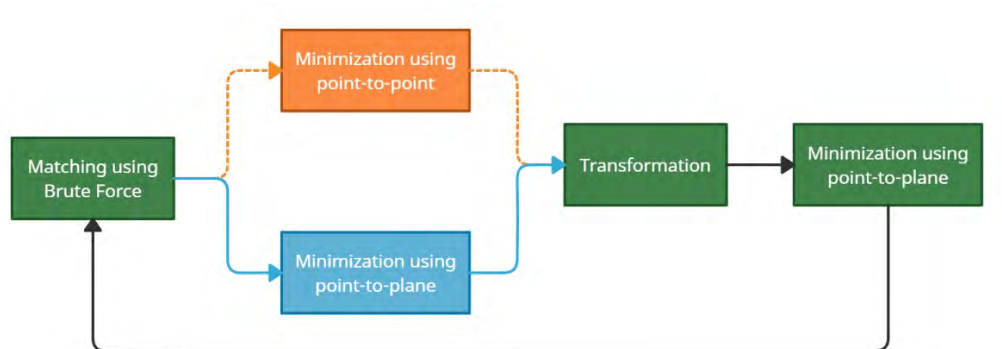 Minimization using
point-to-point
Matching using
Brute Force
Transformation
Minimization using
point-to-plane
Minimization using
point-to-plane